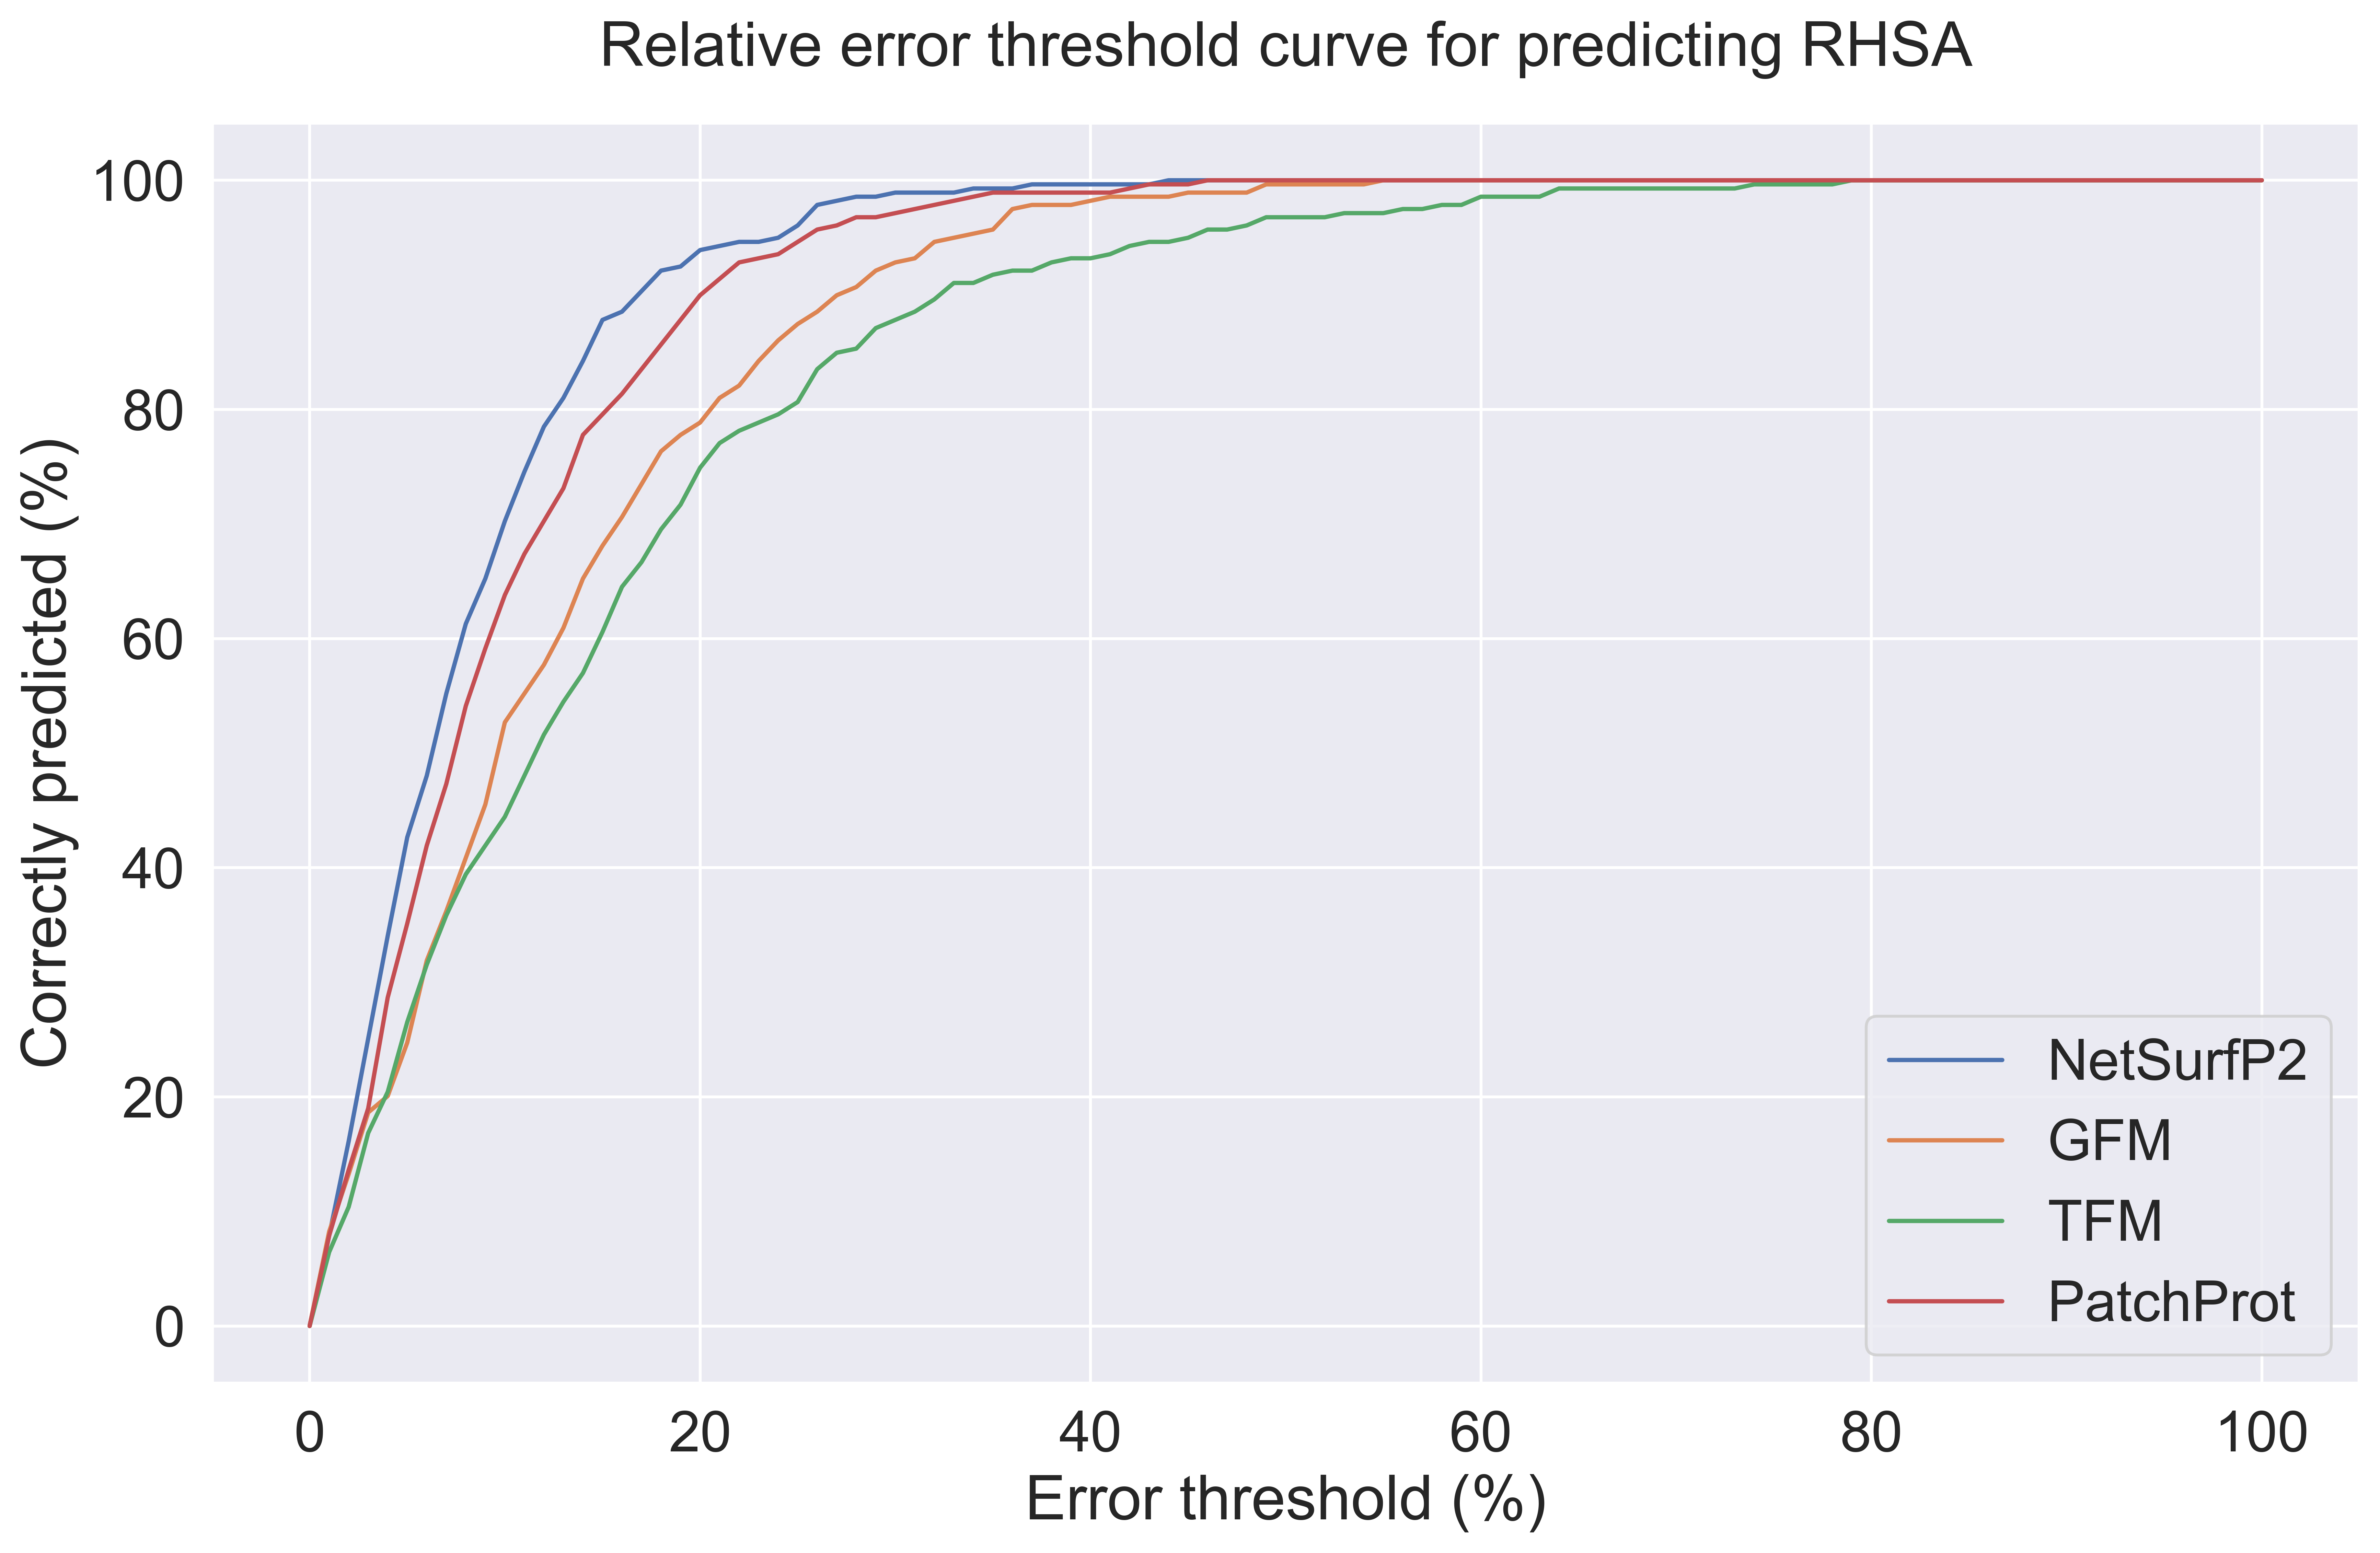 Relative error threshold curve for predicting RHSA
Correctly predicted (%)
100
80
60
40
20
0
0 20 40 60 80 100
Error threshold (%)
NetSurfP2
GFM
TFM
PatchProt